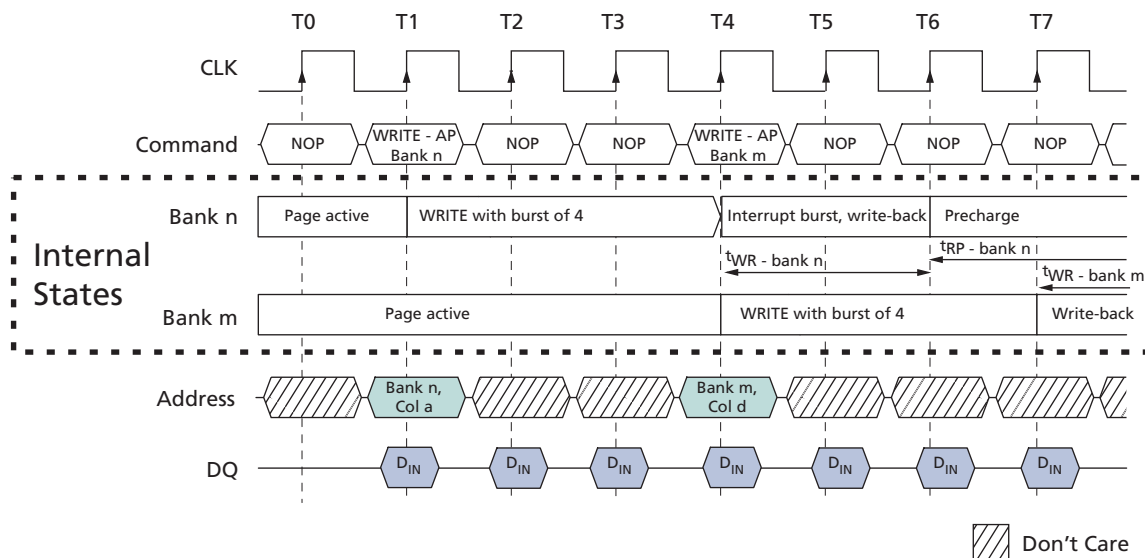 T0 T1 T2 T3 T4 T5 T6 T7
CLK
Command NOP WRITE - AP Bank n NOP NOP WRITE - AP Bank m NOP NOP NOP
Internal States
Bank n Page active WRITE with burst of 4 Interrupt burst, write-back Precharge
tWR - bank n tRP - bank n
tWR - bank m
Bank m Page active WRITE with burst of 4 Write-back
Address Bank n, Col a Bank m, Col d
DQ DIN DIN DIN DIN DIN DIN DIN
Don't Care